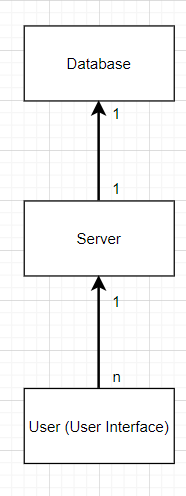 Database
1
1
Server
1
n
User (User Interface)